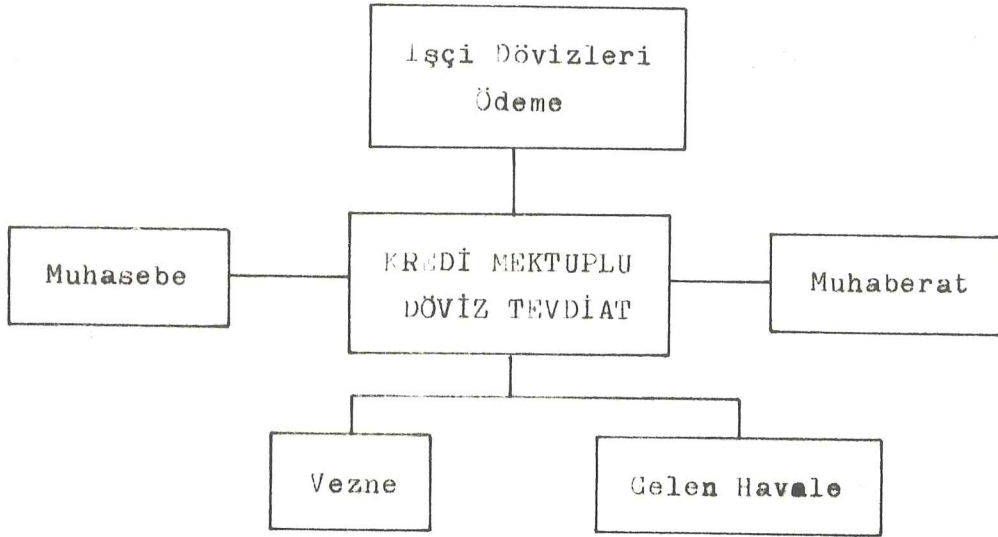 İşçi Dövizleri
Ödeme
Muhasebe
KREDİ MEKTUPLU
DÖVİZ TEVDİAT
Muhaberat
Vezne
Gelen Havale